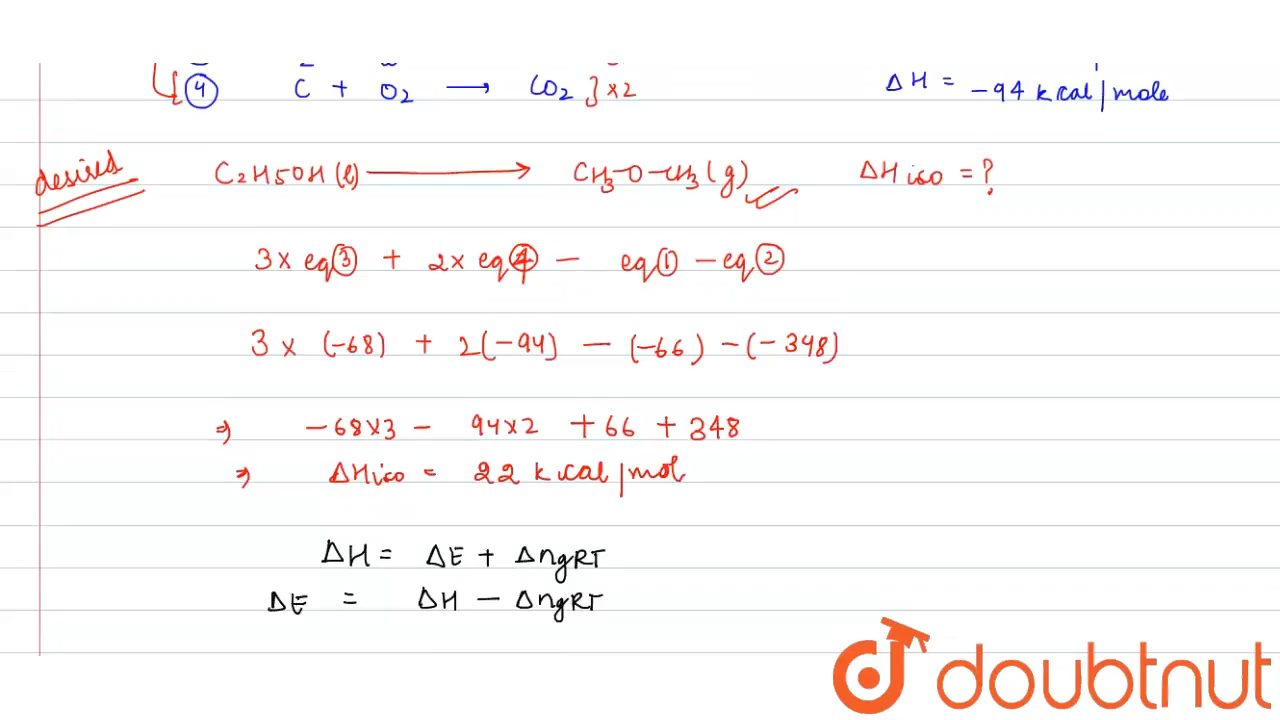 ④ C + O₂ ⟶ CO₂ }×2 ΔH = -94 kcal/mole
desired C₂H5OH(l) ⟶ CH₃-O-CH₃(g) ΔH iso = ?
3× eq③ + 2× eq④ - eq① - eq②
3 × (-68) + 2(-94) - (-66) - (-348)
⇒ -68×3 - 94×2 + 66 + 348
⇒ ΔHiso = 22 kcal/mol
ΔH = ΔE + ΔngRT
ΔE = ΔH - ΔngRT
doubtnut